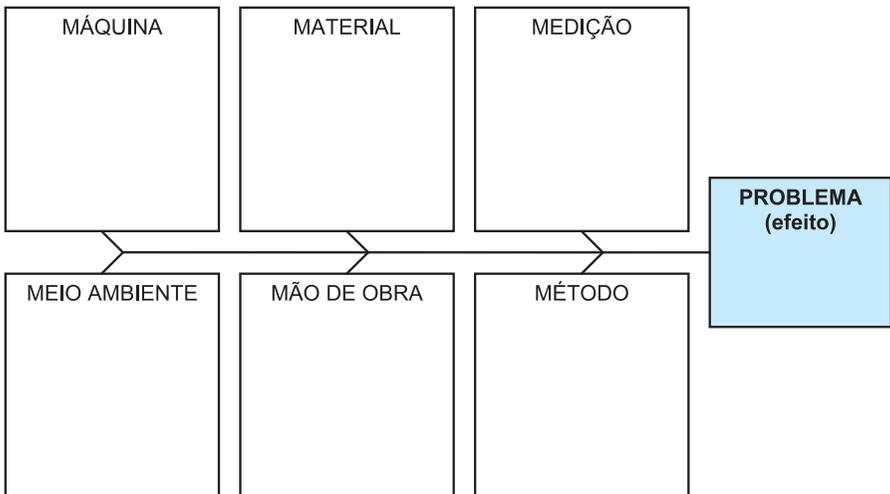 MÁQUINA
MATERIAL
MEDIÇÃO
PROBLEMA
(efeito)
MEIO AMBIENTE
MÃO DE OBRA
MÉTODO